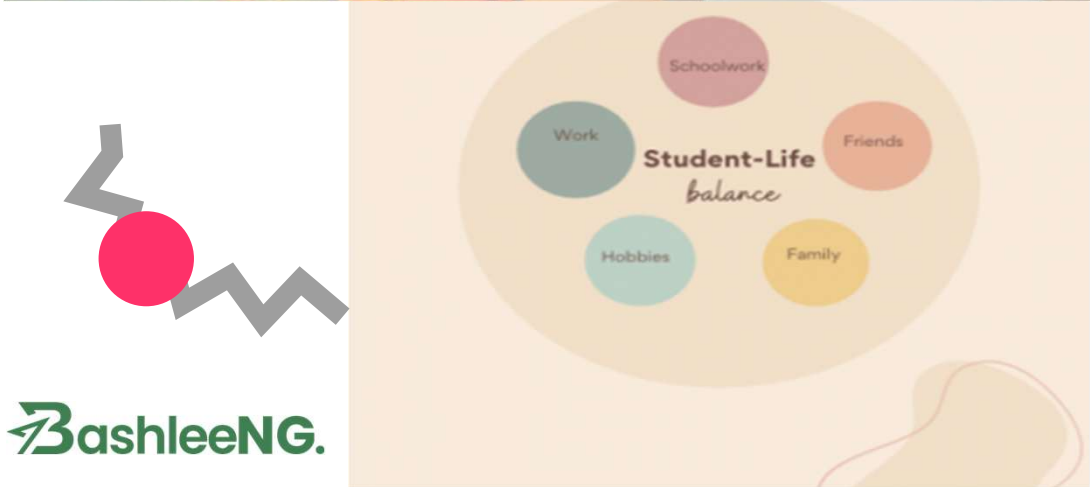 Schoolwork
Work
Friends
Student-Life
balance
Hobbies
Family
BashleeNG.